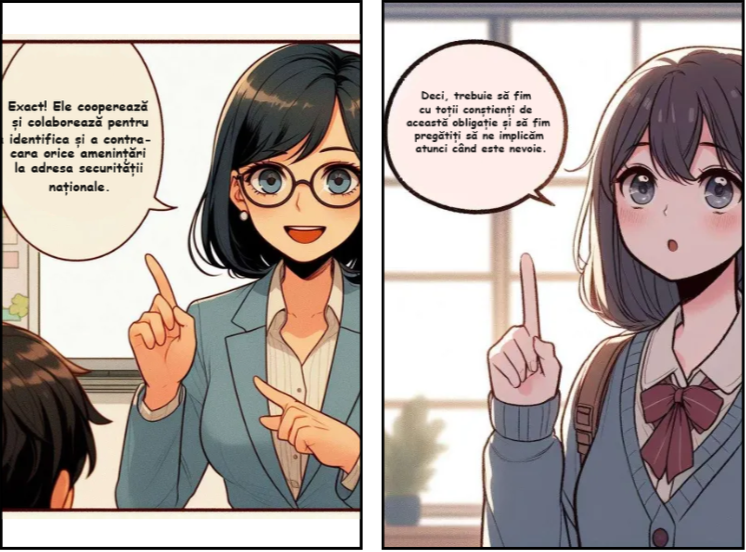 Exact! Ele cooperează
și colaborează pentru
identifica și a contra-
cara orice amenințări
la adresa securității
naționale.
Deci, trebuie să fim
cu toții conștienți de
această obligație și să fim
pregătiți să ne implicăm
atunci când este nevoie.